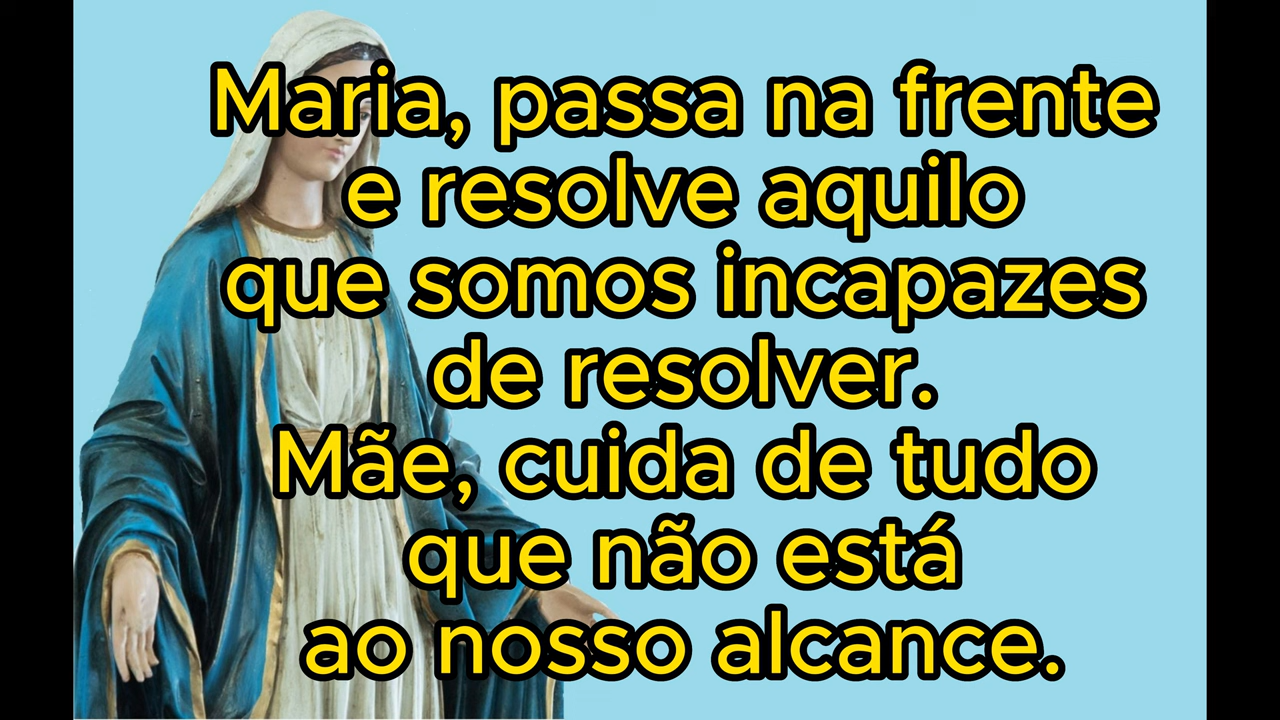 Maria, passa na frente
e resolve aquilo
que somos incapazes
de resolver.
Mãe, cuida de tudo
que não está
ao nosso alcance.